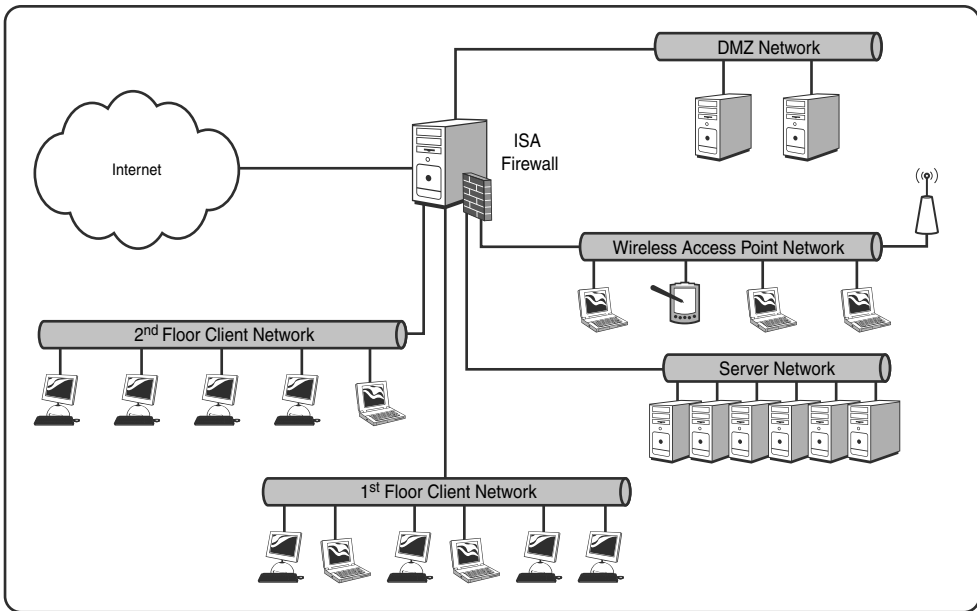 DMZ Network
ISA
Firewall
Internet
Wireless Access Point Network
2nd Floor Client Network
Server Network
1st Floor Client Network